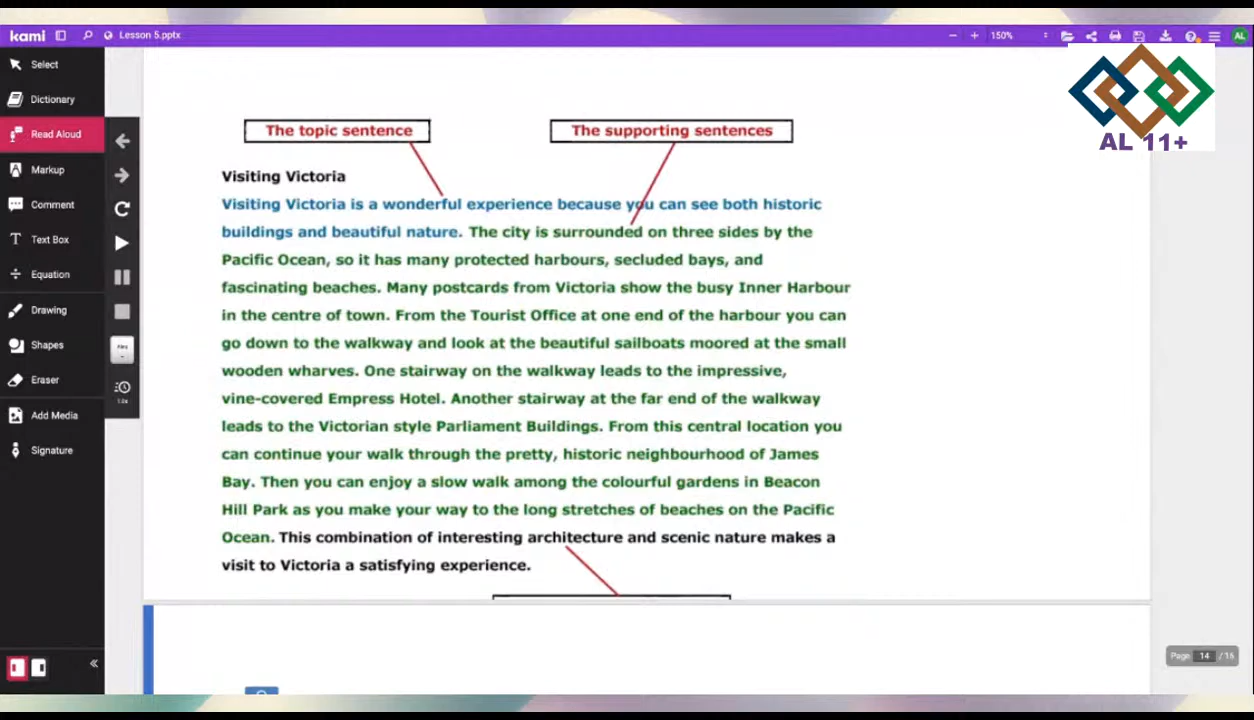 kami Lesson 5.pptx 150% AL
Select
Dictionary
Read Aloud
Markup
Comment
Text Box
Equation
Drawing
Shapes
Eraser
Add Media
Signature
AL 11+
The topic sentence The supporting sentences
Visiting Victoria
Visiting Victoria is a wonderful experience because you can see both historic
buildings and beautiful nature. The city is surrounded on three sides by the
Pacific Ocean, so it has many protected harbours, secluded bays, and
fascinating beaches. Many postcards from Victoria show the busy Inner Harbour
in the centre of town. From the Tourist Office at one end of the harbour you can
go down to the walkway and look at the beautiful sailboats moored at the small
wooden wharves. One stairway on the walkway leads to the impressive,
vine-covered Empress Hotel. Another stairway at the far end of the walkway
leads to the Victorian style Parliament Buildings. From this central location you
can continue your walk through the pretty, historic neighbourhood of James
Bay. Then you can enjoy a slow walk among the colourful gardens in Beacon
Hill Park as you make your way to the long stretches of beaches on the Pacific
Ocean. This combination of interesting architecture and scenic nature makes a
visit to Victoria a satisfying experience.
Page 14 / 16